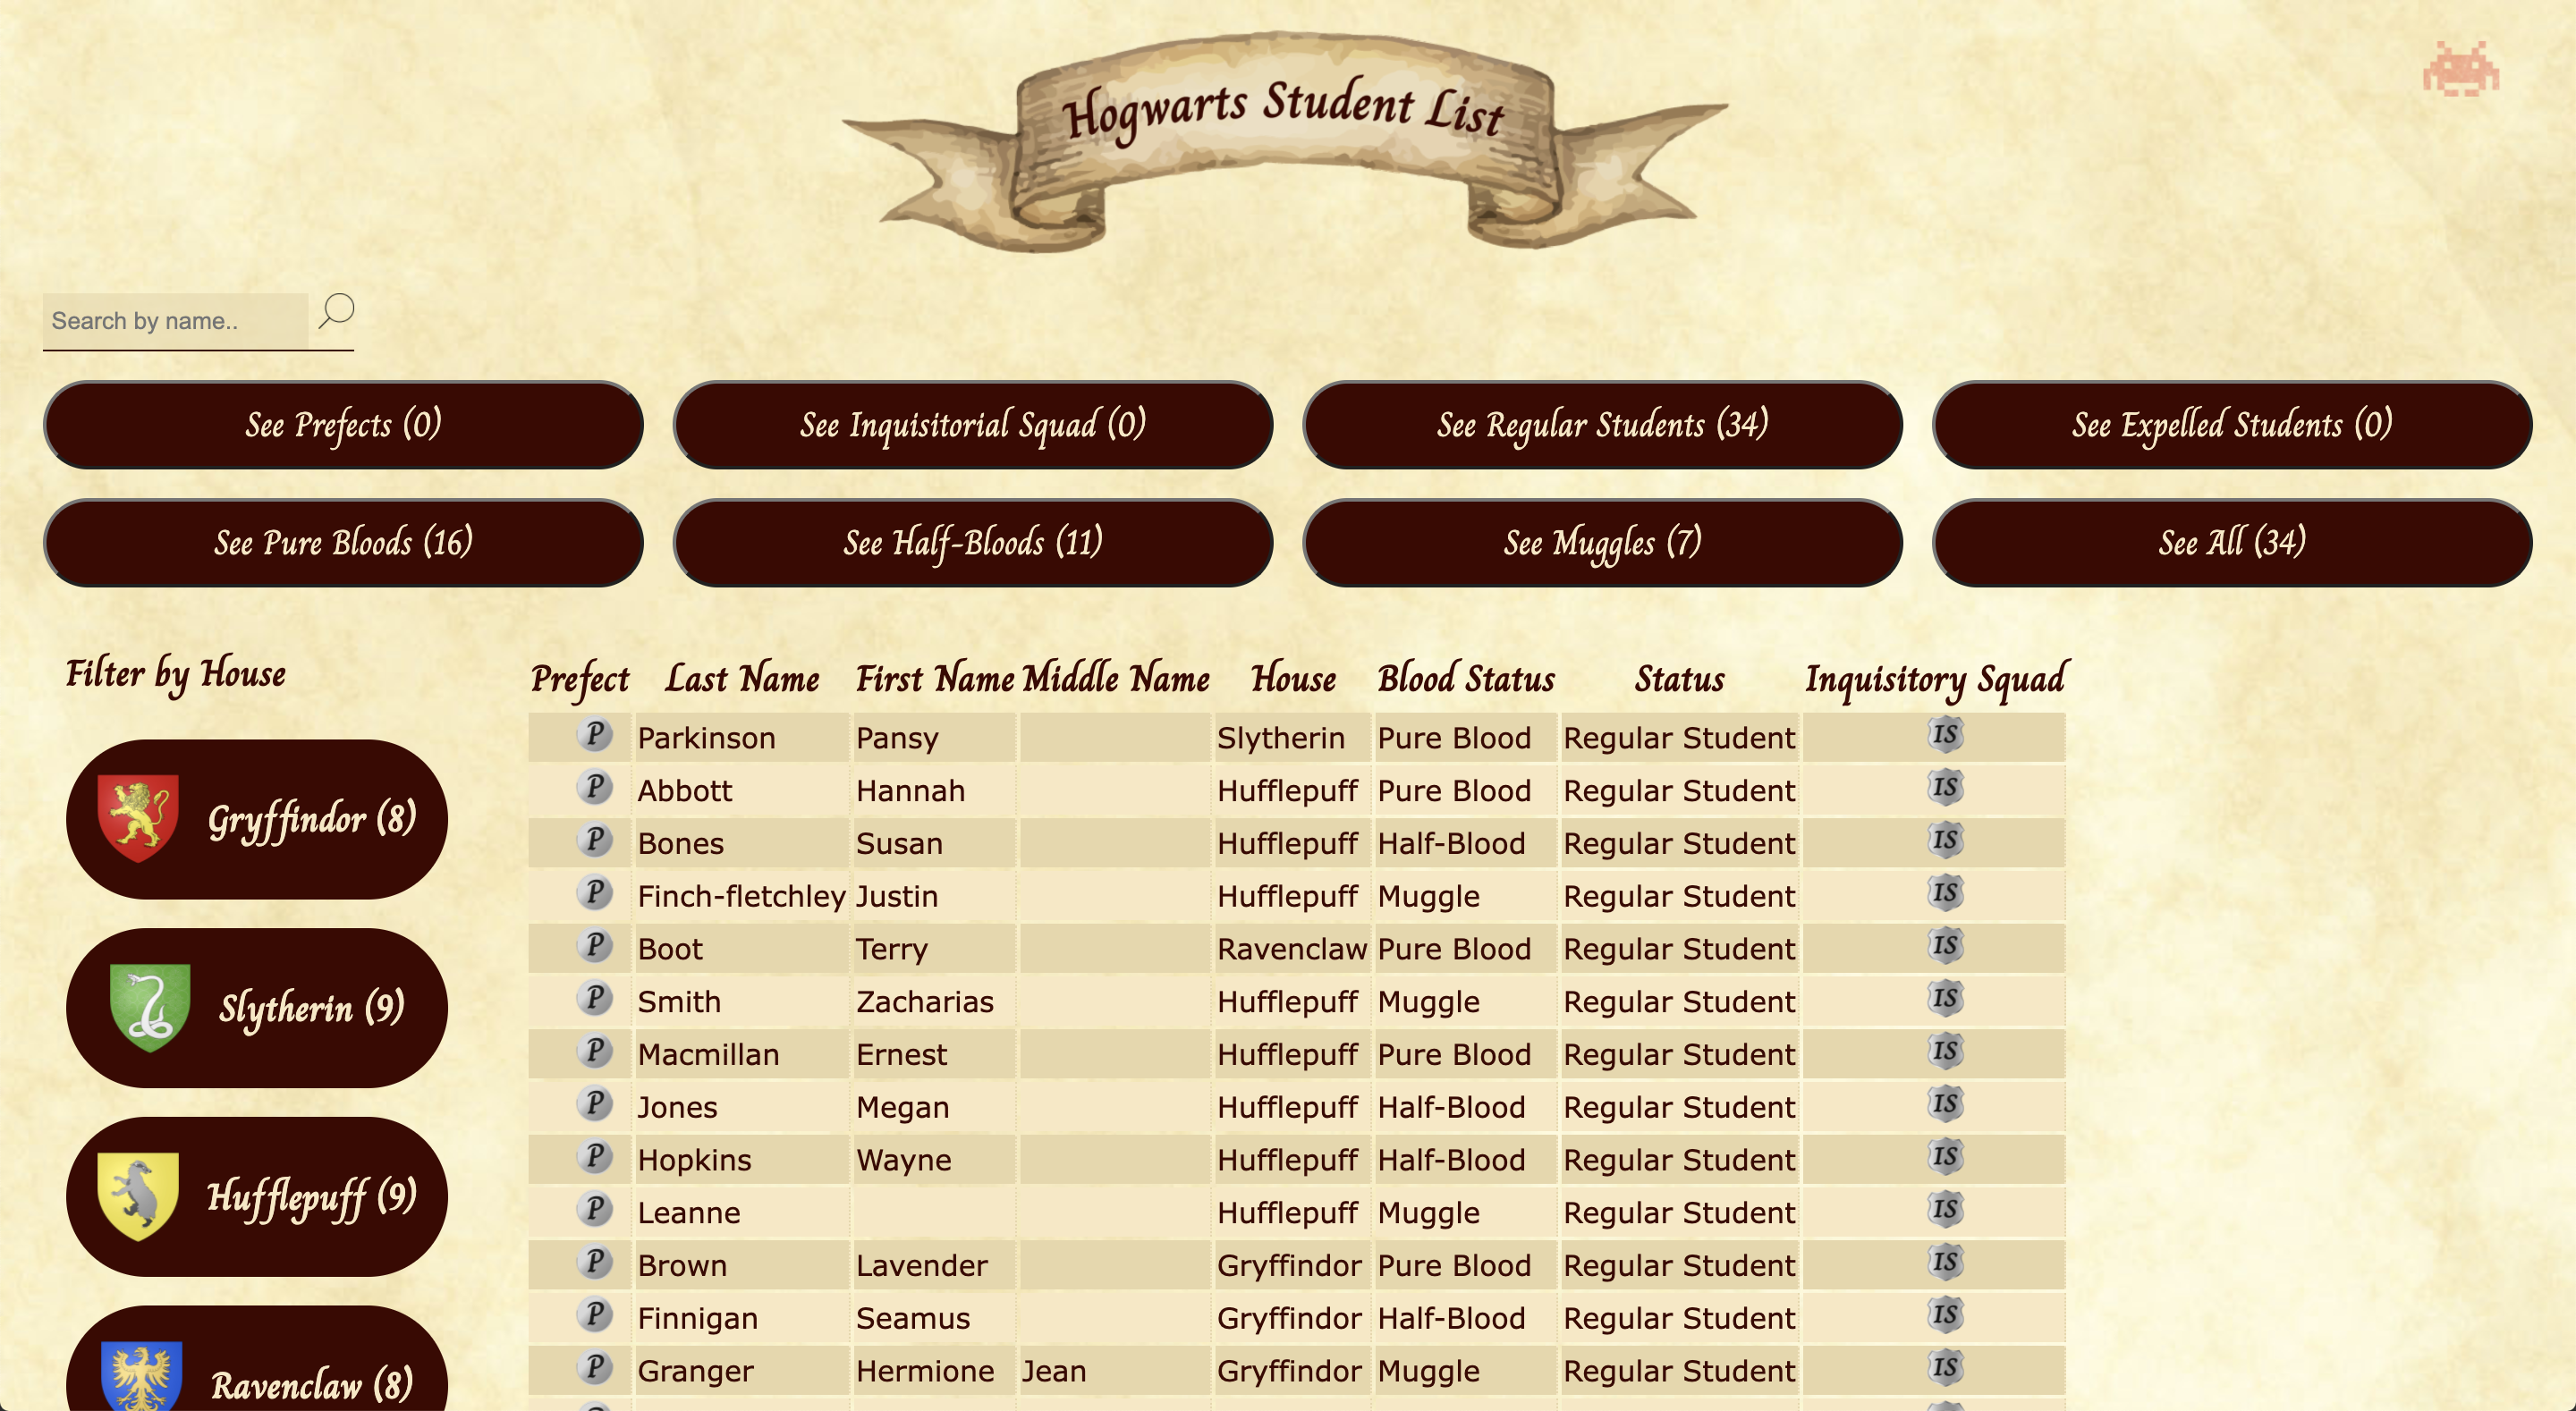 Hogwarts Student List
Search by name..
See Prefects (0) See Inquisitorial Squad (0) See Regular Students (34) See Expelled Students (0)
See Pure Bloods (16) See Half-Bloods (11) See Muggles (7) See All (34)
Filter by House
Gryffindor (8)
Slytherin (9)
Hufflepuff (9)
Ravenclaw (8)
Prefect Last Name First Name Middle Name House Blood Status Status Inquisitory Squad
P Parkinson Pansy Slytherin Pure Blood Regular Student IS
P Abbott Hannah Hufflepuff Pure Blood Regular Student IS
P Bones Susan Hufflepuff Half-Blood Regular Student IS
P Finch-fletchley Justin Hufflepuff Muggle Regular Student IS
P Boot Terry Ravenclaw Pure Blood Regular Student IS
P Smith Zacharias Hufflepuff Muggle Regular Student IS
P Macmillan Ernest Hufflepuff Pure Blood Regular Student IS
P Jones Megan Hufflepuff Half-Blood Regular Student IS
P Hopkins Wayne Hufflepuff Half-Blood Regular Student IS
P Leanne Hufflepuff Muggle Regular Student IS
P Brown Lavender Gryffindor Pure Blood Regular Student IS
P Finnigan Seamus Gryffindor Half-Blood Regular Student IS
P Granger Hermione Jean Gryffindor Muggle Regular Student IS